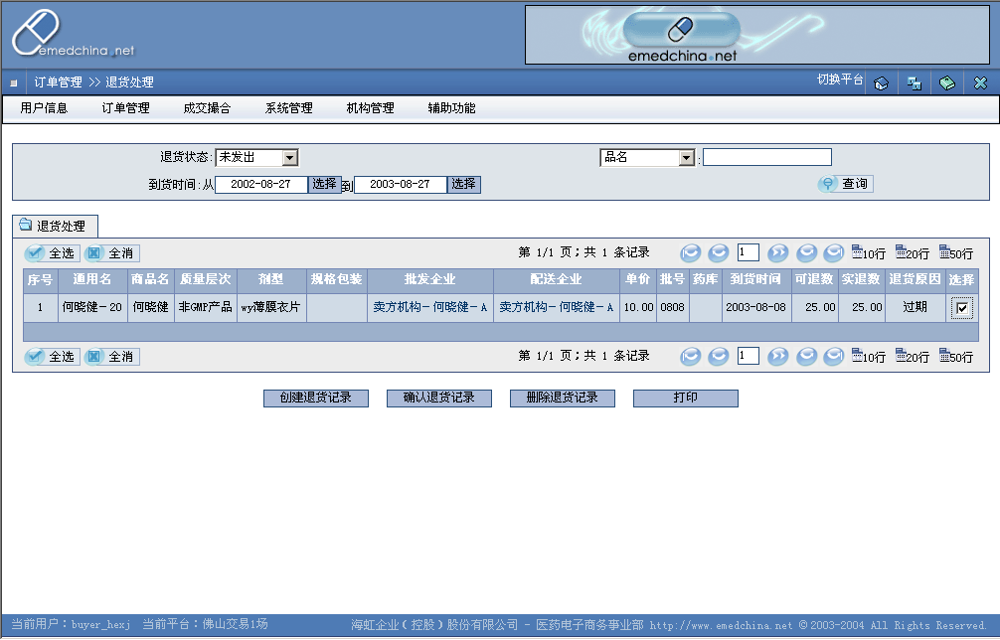 emedchina.net
emedchina.net
订单管理 >> 退货处理
切换平台
用户信息 订单管理 成交撮合 系统管理 机构管理 辅助功能
退货状态: 未发出 品名 :
到货时间:从 2002-08-27 选择 到 2003-08-27 选择 查询
退货处理
全选 全消 第 1/1 页;共 1 条记录 1 10行 20行 50行
序号 通用名 商品名 质量层次 剂型 规格包装 批发企业 配送企业 单价 批号 药库 到货时间 可退数 实退数 退货原因 选择
1 何晓健-20 何晓健 非GMP产品 wy薄膜衣片 卖方机构-何晓健-A 卖方机构-何晓健-A 10.00 0808 2003-08-08 25.00 25.00 过期
全选 全消 第 1/1 页;共 1 条记录 1 10行 20行 50行
创建退货记录 确认退货记录 删除退货记录 打印
当前用户:buyer_hexj 当前平台:佛山交易1场 海虹企业(控股)股份有限公司 - 医药电子商务事业部 http://www.emedchina.net ©2003-2004 All Rights Reserved.